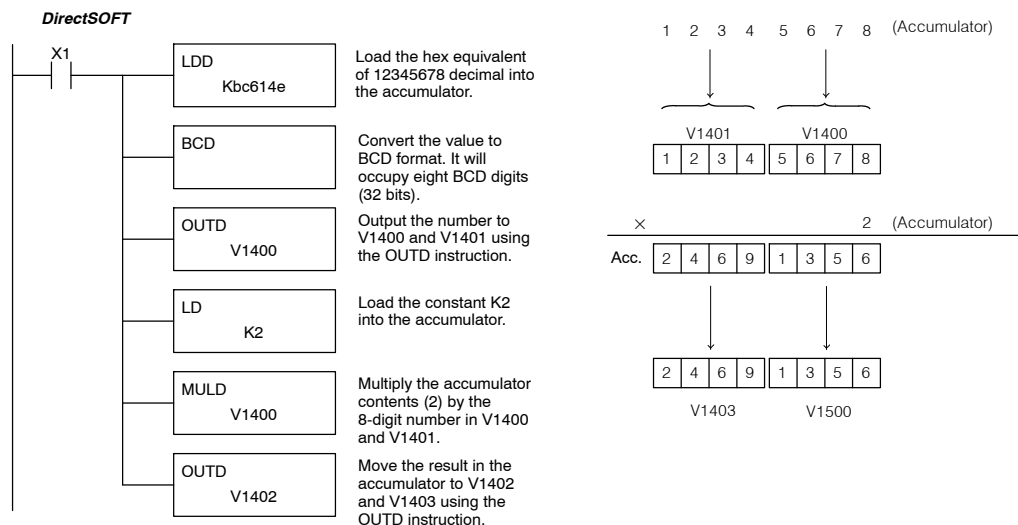 DirectSOFT
X1
LDD
Kbc614e
Load the hex equivalent
of 12345678 decimal into
the accumulator.
BCD
Convert the value to
BCD format. It will
occupy eight BCD digits
(32 bits).
OUTD
V1400
Output the number to
V1400 and V1401 using
the OUTD instruction.
LD
K2
Load the constant K2
into the accumulator.
MULD
V1400
Multiply the accumulator
contents (2) by the
8-digit number in V1400
and V1401.
OUTD
V1402
Move the result in the
accumulator to V1402
and V1403 using the
OUTD instruction.
1 2 3 4 5 6 7 8 (Accumulator)
V1401 V1400
1 2 3 4 5 6 7 8
× 2 (Accumulator)
Acc. 2 4 6 9 1 3 5 6
2 4 6 9 1 3 5 6
V1403 V1500